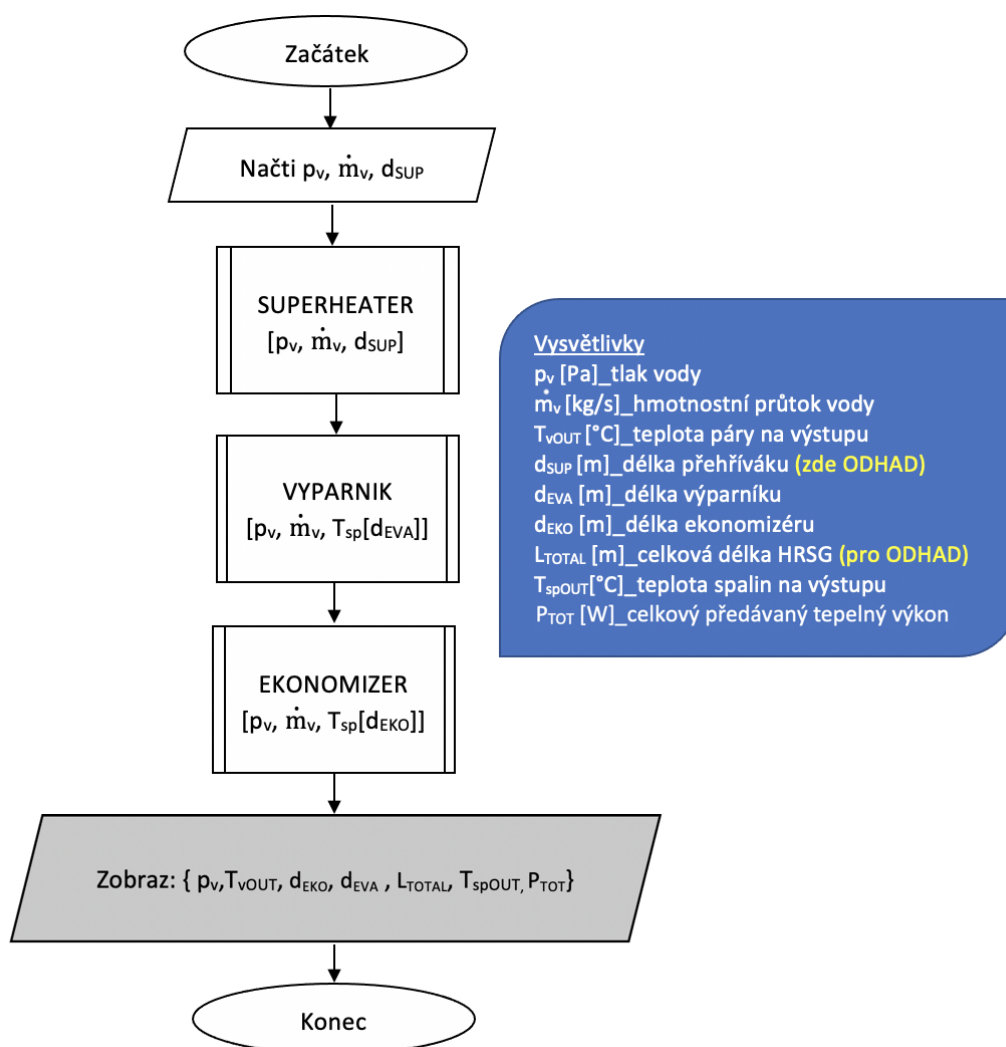 Začátek
Načti pᵥ, ṁᵥ, dSUP
SUPERHEATER
[pᵥ, ṁᵥ, dSUP]
VYPARNIK
[pᵥ, ṁᵥ, Tsp[dEVA]]
EKONOMIZER
[pᵥ, ṁᵥ, Tsp[dEKO]]
Zobraz: { pᵥ,TvOUT, dEKO, dEVA , LTOTAL, TspOUT, PTOT}
Konec
Vysvětlivky
pᵥ [Pa]_tlak vody
ṁᵥ [kg/s]_hmotnostní průtok vody
TvOUT [°C]_teplota páry na výstupu
dSUP [m]_délka přehříváku (zde ODHAD)
dEVA [m]_délka výparníku
dEKO [m]_délka ekonomizéru
LTOTAL [m]_celková délka HRSG (pro ODHAD)
TspOUT[°C]_teplota spalin na výstupu
PTOT [W]_celkový předávaný tepelný výkon